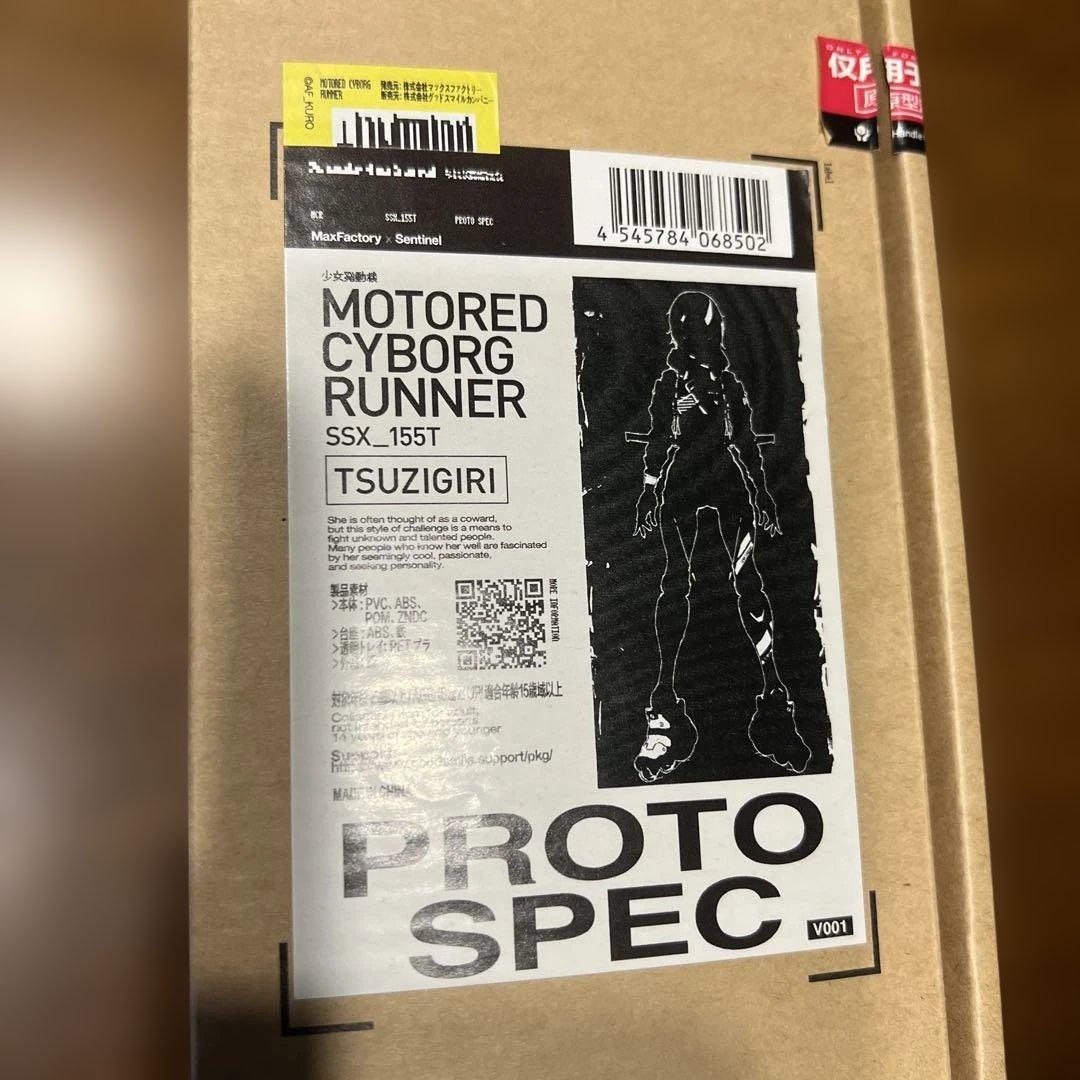 ©AF_KURO
MOTORED CYBORG
RUNNER
発売元:株式会社マックスファクトリー
販売元:株式会社グッドスマイルカンパニー
MCR
SSX_155T
PROTO SPEC
MaxFactory × Sentinel
4 545784 068502
仅用于
少女発動機
MOTORED
CYBORG
RUNNER
SSX_155T
TSUZIGIRI
She is often thought of as a coward,
but this style of challenge is a means to
fight unknown and talented people.
Many people who know her well are fascinated
by her seemingly cool, passionate,
and seeking personality.
製品素材
>本体:PVC、ABS、
POM、ZNDC
>台座:ABS、鉄
>透明トレイ:PETプラ
MORE INFORMATION
適合年齢15歳以上
support/pkg/
MADE IN CHINA
PROTO
SPEC
V001